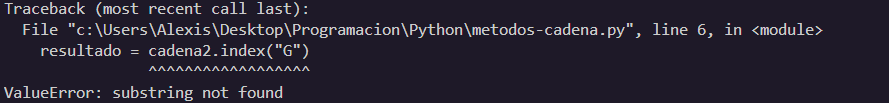 Traceback (most recent call last):
  File "c:\Users\Alexis\Desktop\Programacion\Python\metodos-cadena.py", line 6, in <module>
    resultado = cadena2.index("G")
                ^^^^^^^^^^^^^^^^^^
ValueError: substring not found